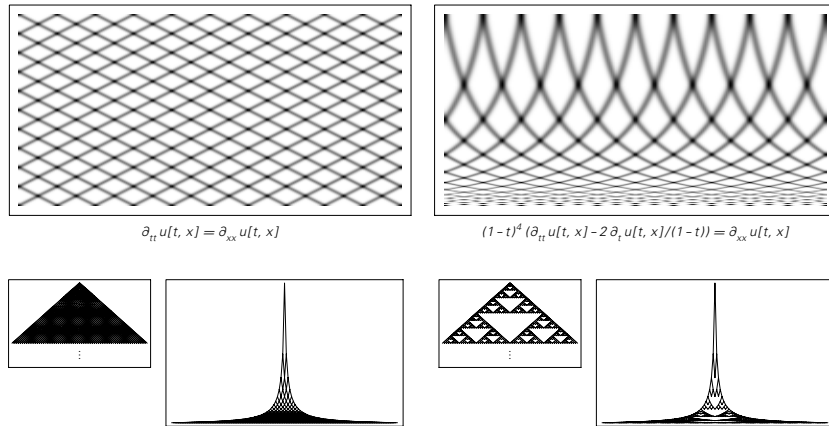 ∂ₜₜ u[t, x] = ∂ₓₓ u[t, x]
(1 - t)⁴ (∂ₜₜ u[t, x] - 2 ∂ₜ u[t, x]/(1 - t)) = ∂ₓₓ u[t, x]
⋮
⋮